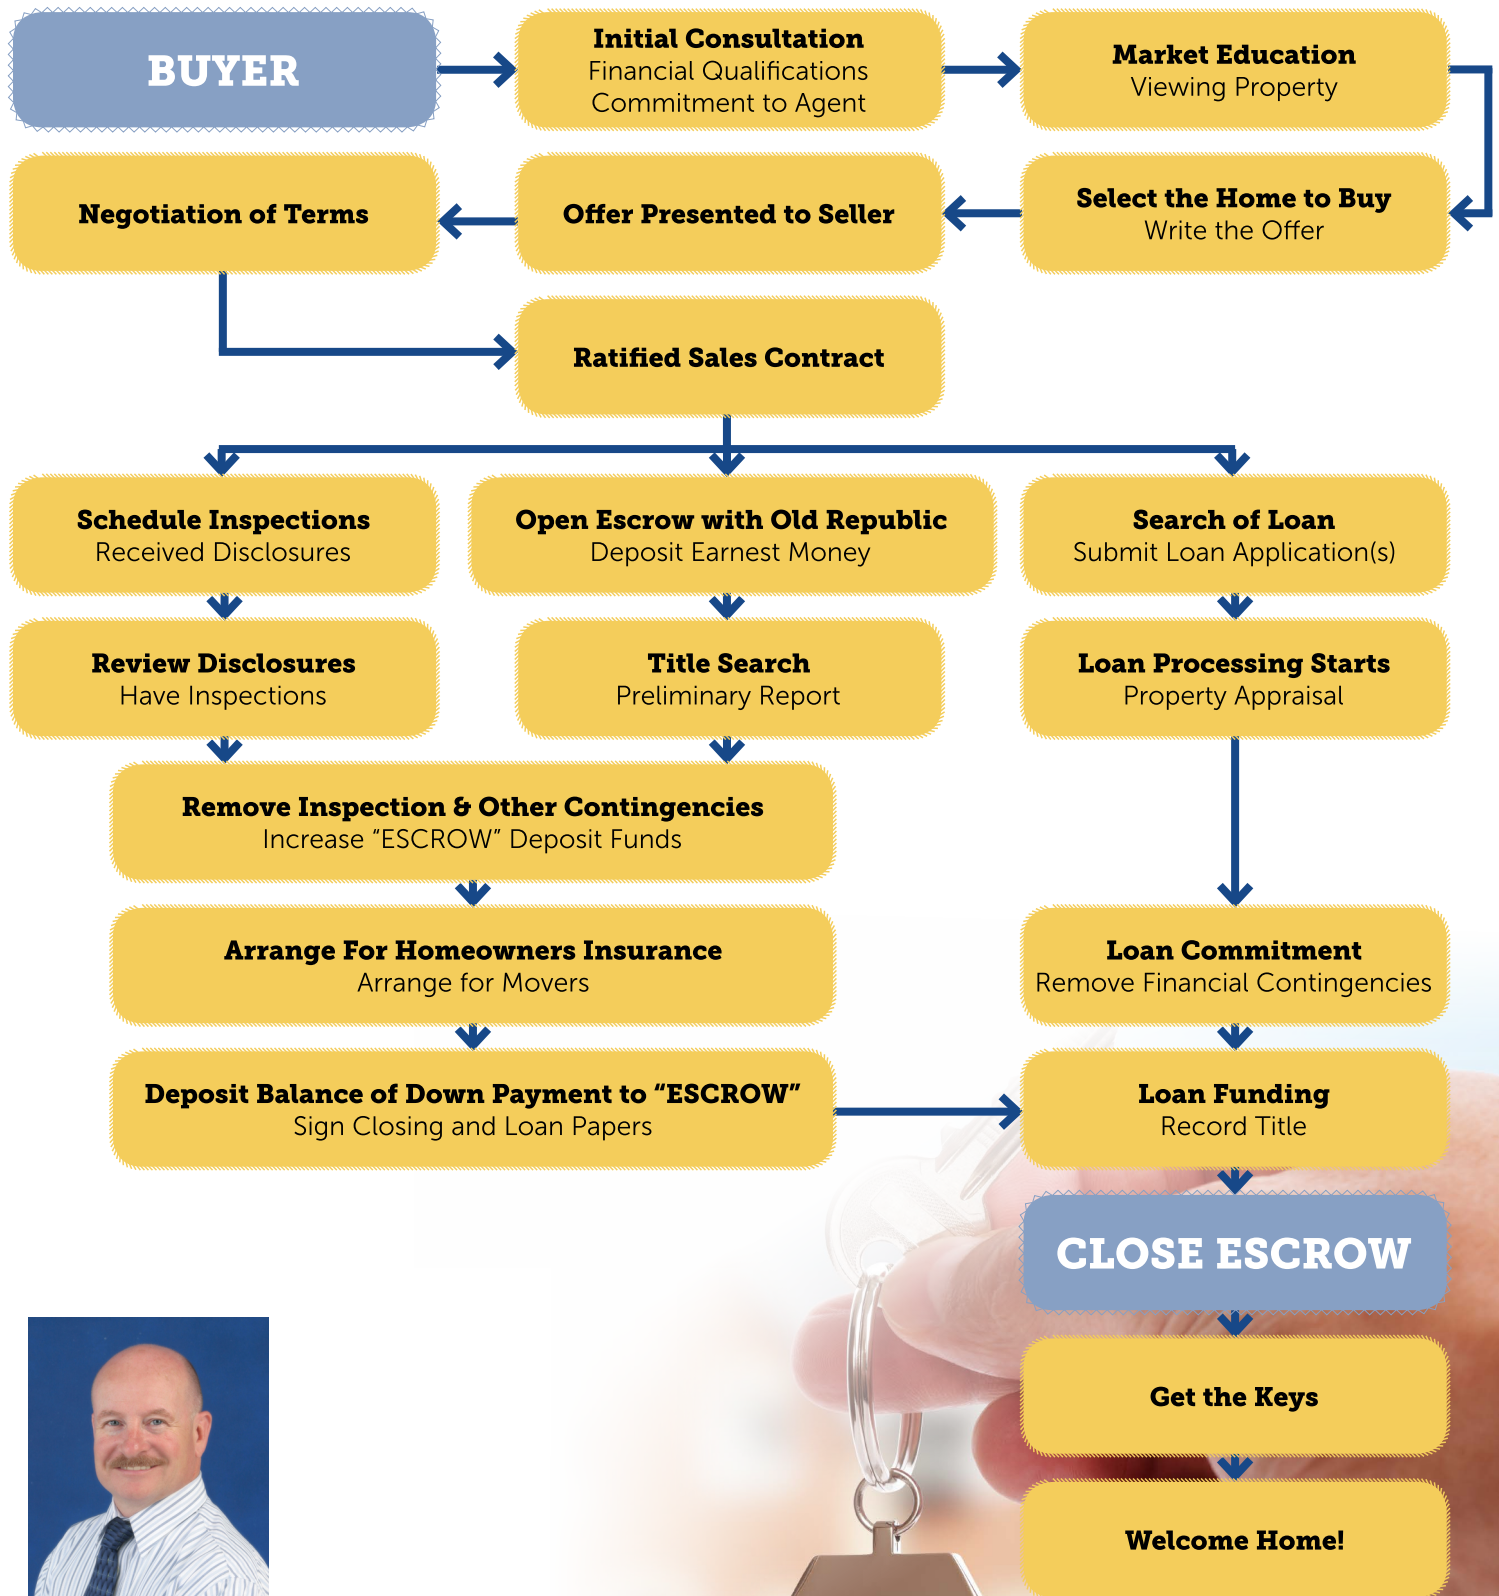 BUYER
Initial Consultation
Financial Qualifications
Commitment to Agent
Market Education
Viewing Property
Select the Home to Buy
Write the Offer
Offer Presented to Seller
Negotiation of Terms
Ratified Sales Contract
Schedule Inspections
Received Disclosures
Open Escrow with Old Republic
Deposit Earnest Money
Search of Loan
Submit Loan Application(s)
Review Disclosures
Have Inspections
Title Search
Preliminary Report
Loan Processing Starts
Property Appraisal
Remove Inspection & Other Contingencies
Increase “ESCROW” Deposit Funds
Arrange For Homeowners Insurance
Arrange for Movers
Loan Commitment
Remove Financial Contingencies
Deposit Balance of Down Payment to “ESCROW”
Sign Closing and Loan Papers
Loan Funding
Record Title
CLOSE ESCROW
Get the Keys
Welcome Home!